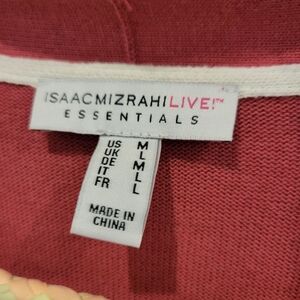 ISAACMIZRAHILIVE!™
ESSENTIALS
US M
UK L
DE M
IT L
FR L
MADE IN
CHINA